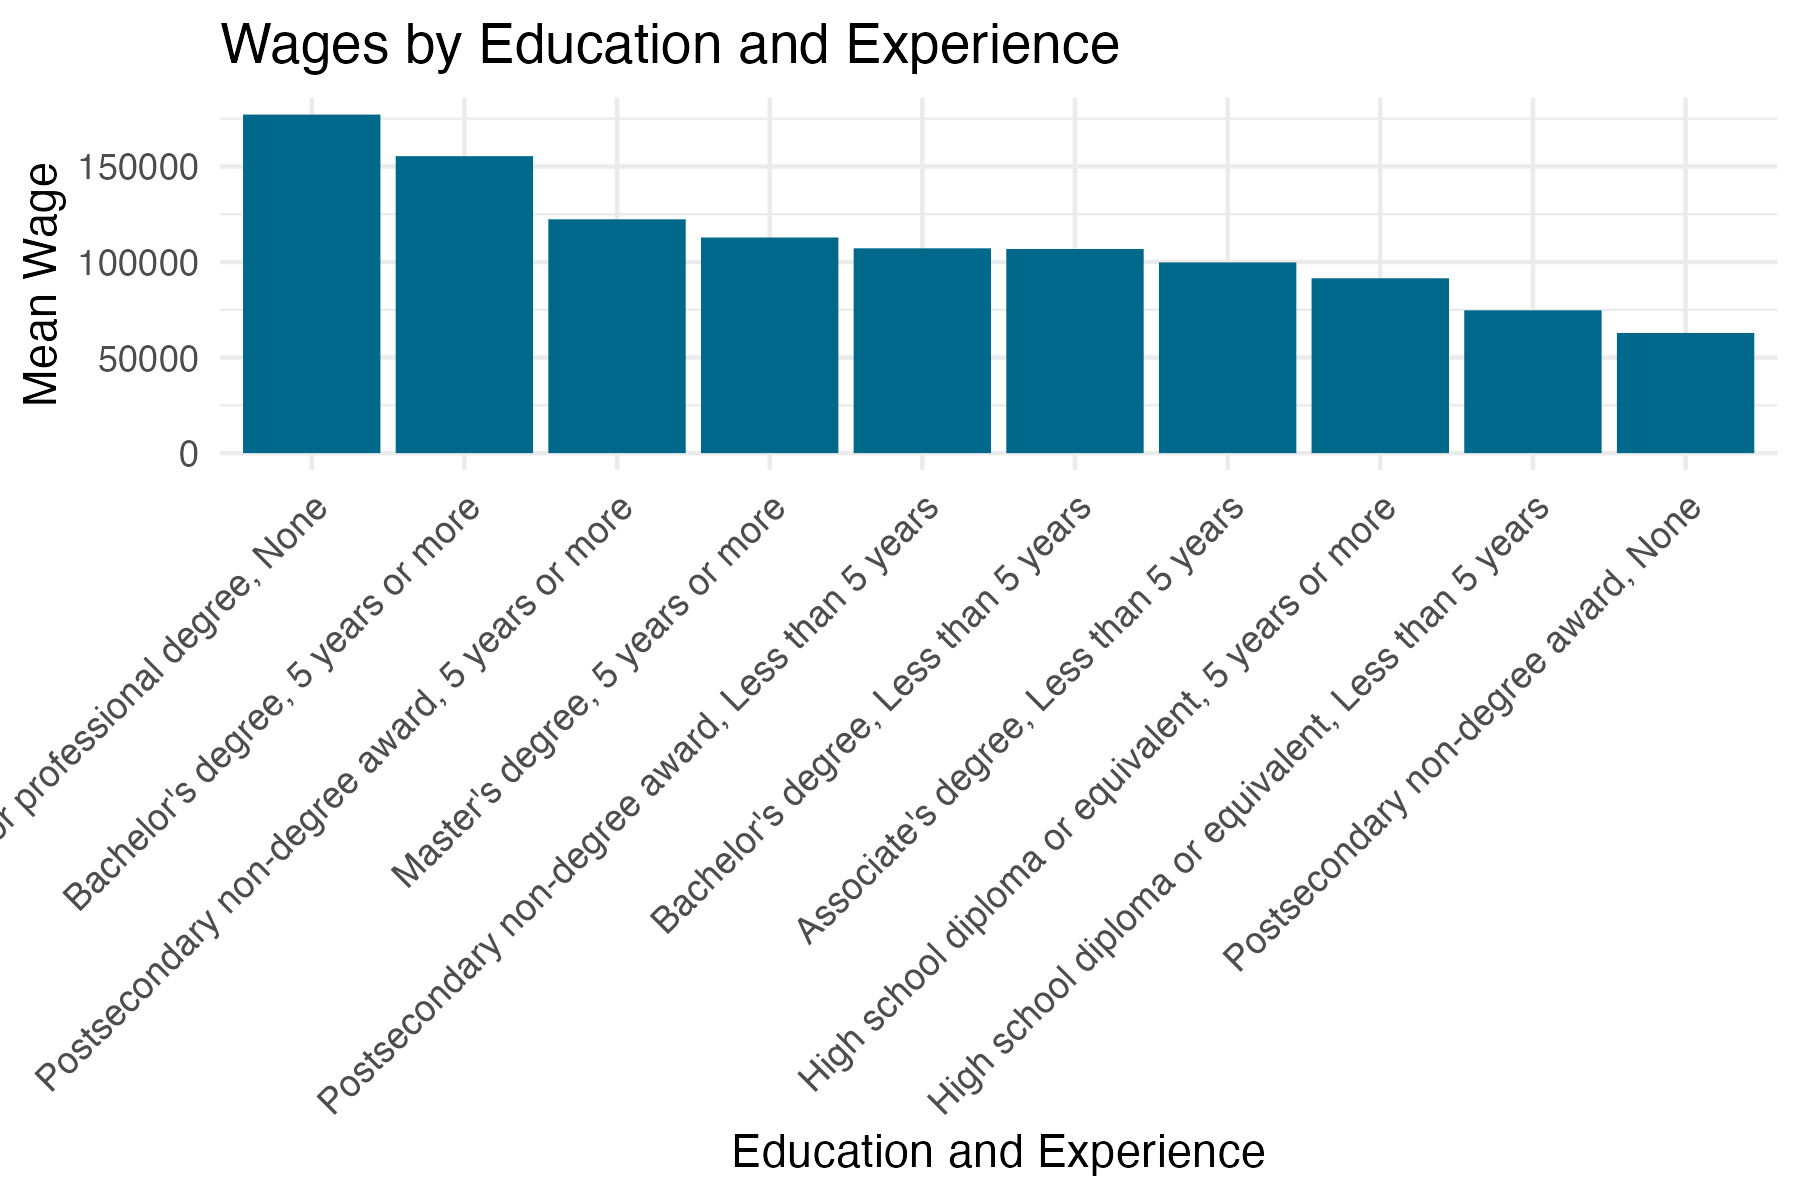 Wages by Education and Experience
Mean Wage
150000
100000
50000
0
professional degree, None
Bachelor's degree, 5 years or more
Postsecondary non-degree award, 5 years or more
Master's degree, 5 years or more
Postsecondary non-degree award, Less than 5 years
Bachelor's degree, Less than 5 years
Associate's degree, Less than 5 years
High school diploma or equivalent, 5 years or more
High school diploma or equivalent, Less than 5 years
Postsecondary non-degree award, None
Education and Experience